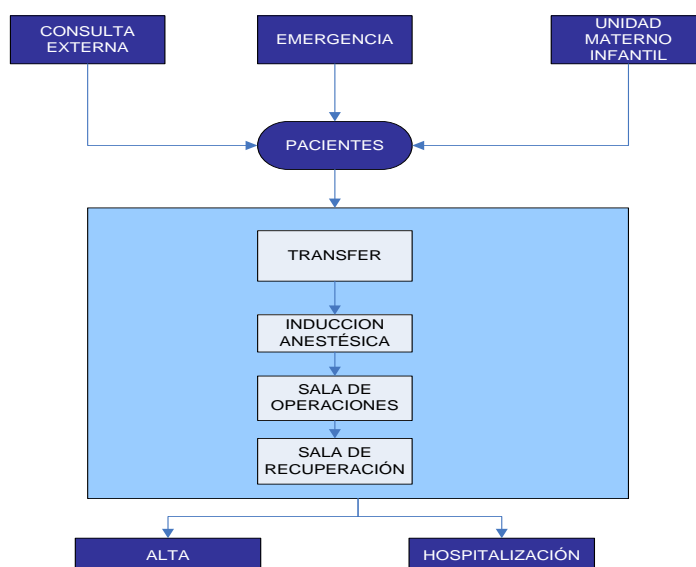 CONSULTA
EXTERNA
EMERGENCIA
UNIDAD
MATERNO
INFANTIL
PACIENTES
TRANSFER
INDUCCION
ANESTÉSICA
SALA DE
OPERACIONES
SALA DE
RECUPERACIÓN
ALTA
HOSPITALIZACIÓN